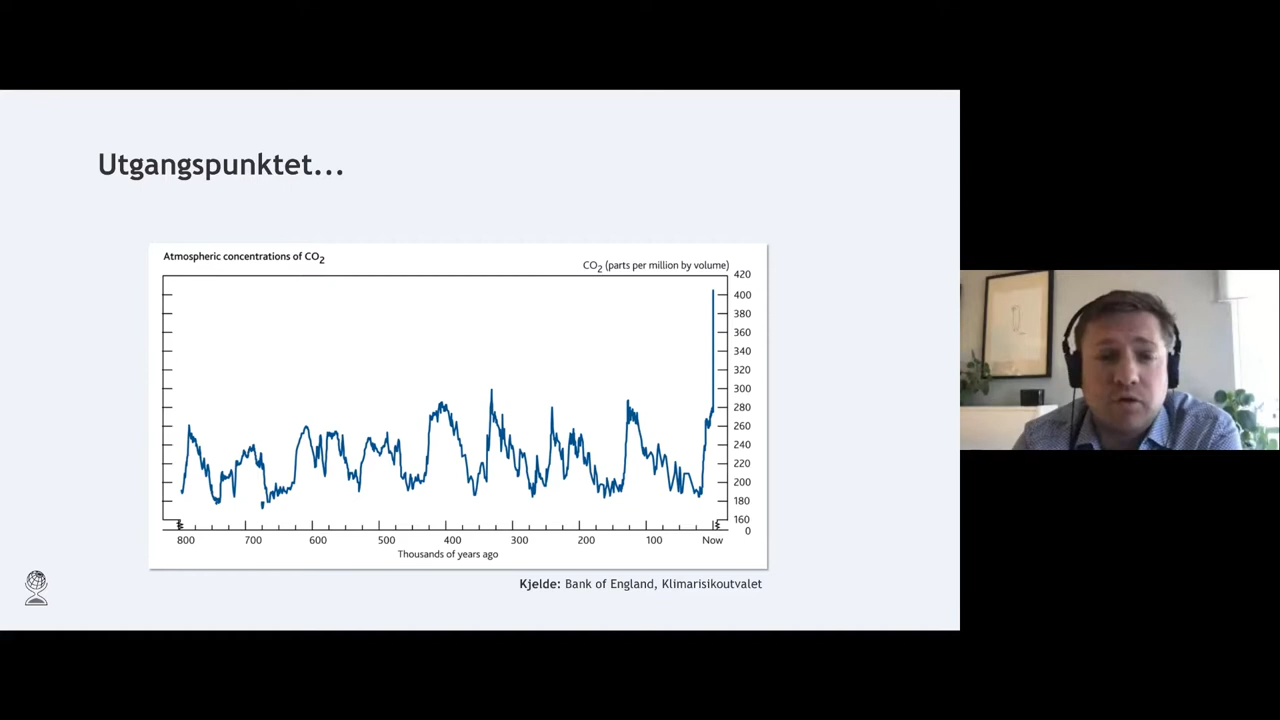 Utgangspunktet...
Atmospheric concentrations of CO2
CO2 (parts per million by volume)
420
400
380
360
340
320
300
280
260
240
220
200
180
160
0
800 700 600 500 400 300 200 100 Now
Thousands of years ago
Kjelde: Bank of England, Klimarisikoutvalet